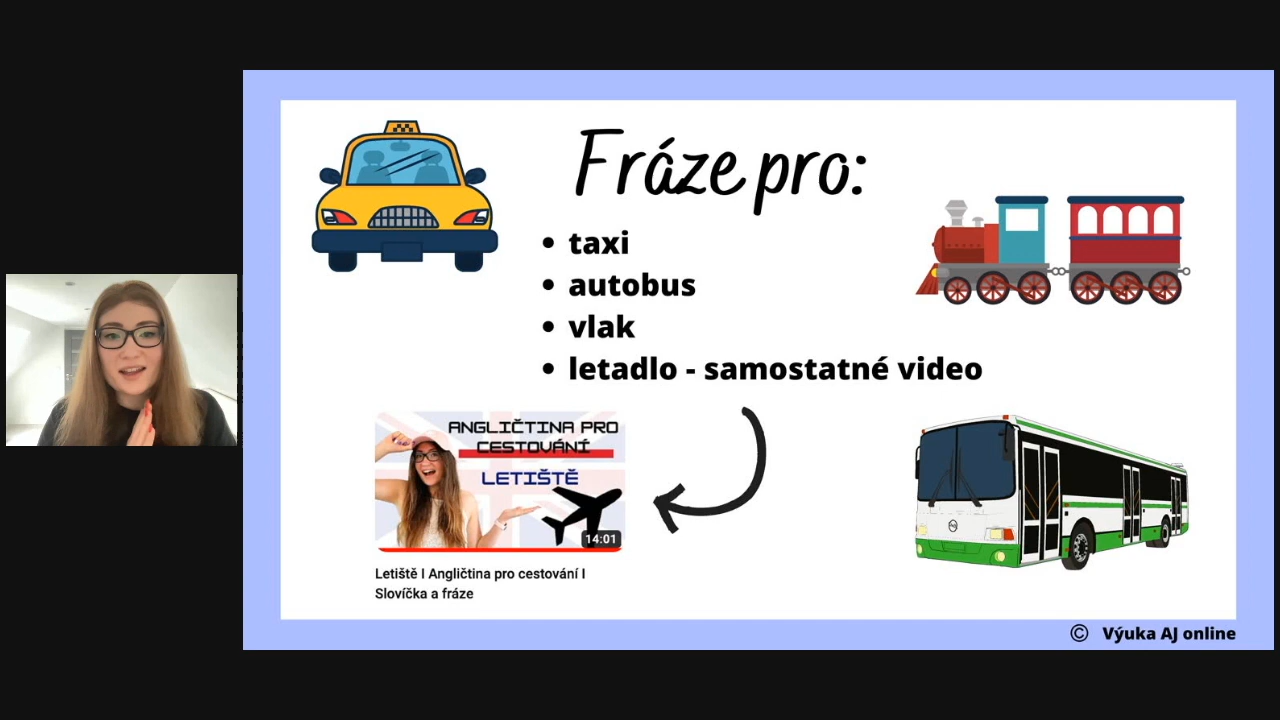 Fráze pro:
• taxi
• autobus
• vlak
• letadlo - samostatné video
ANGLIČTINA PRO
CESTOVÁNÍ
LETIŠTĚ
14:01
Letiště I Angličtina pro cestování I
Slovíčka a fráze
© Výuka AJ online